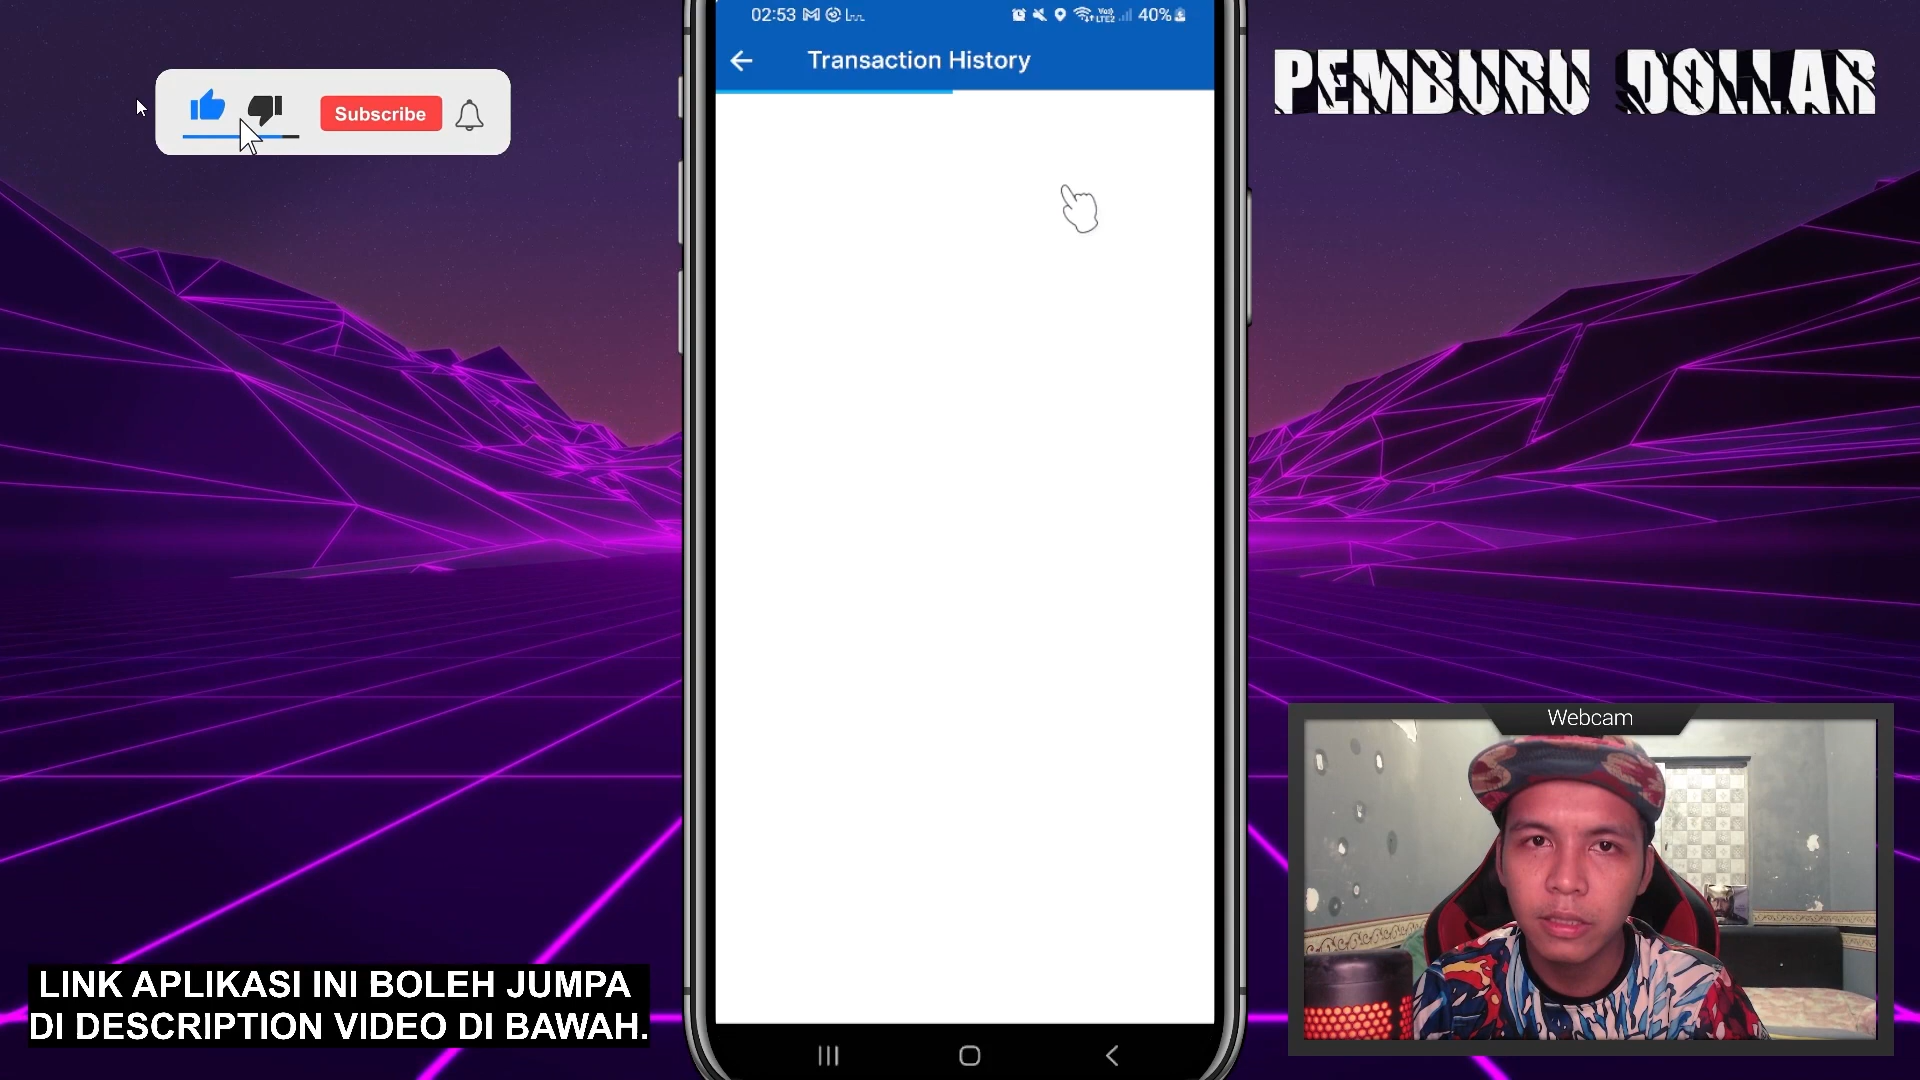 02:53
40%
Transaction History
PEMBURU DOLLAR
Subscribe
Webcam
LINK APLIKASI INI BOLEH JUMPA
DI DESCRIPTION VIDEO DI BAWAH.